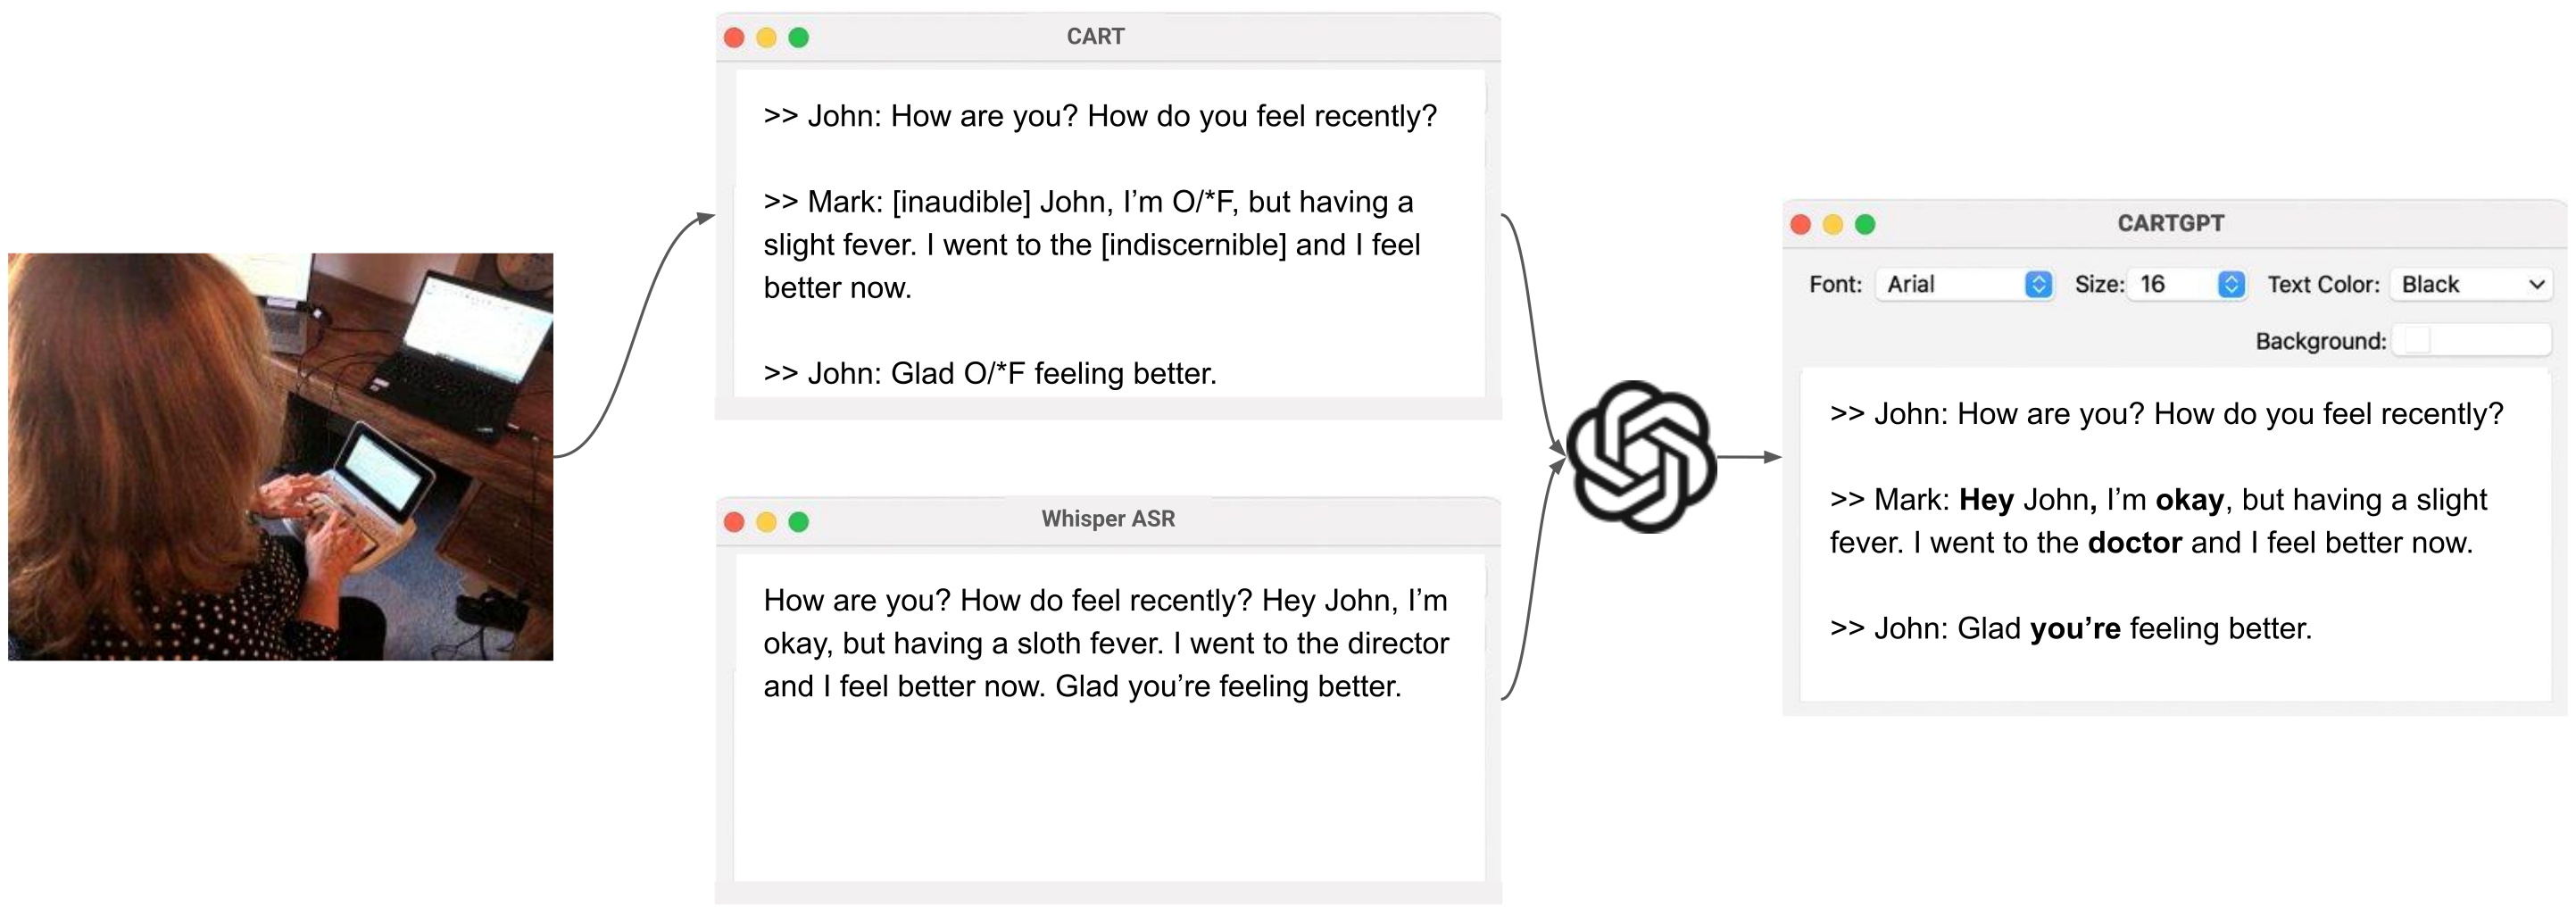 CART
>> John: How are you? How do you feel recently?
>> Mark: [inaudible] John, I’m O/*F, but having a
slight fever. I went to the [indiscernible] and I feel
better now.
>> John: Glad O/*F feeling better.
Whisper ASR
How are you? How do feel recently? Hey John, I’m
okay, but having a sloth fever. I went to the director
and I feel better now. Glad you’re feeling better.
CARTGPT
Font: Arial Size: 16 Text Color: Black
Background:
>> John: How are you? How do you feel recently?
>> Mark: Hey John, I’m okay, but having a slight
fever. I went to the doctor and I feel better now.
>> John: Glad you’re feeling better.